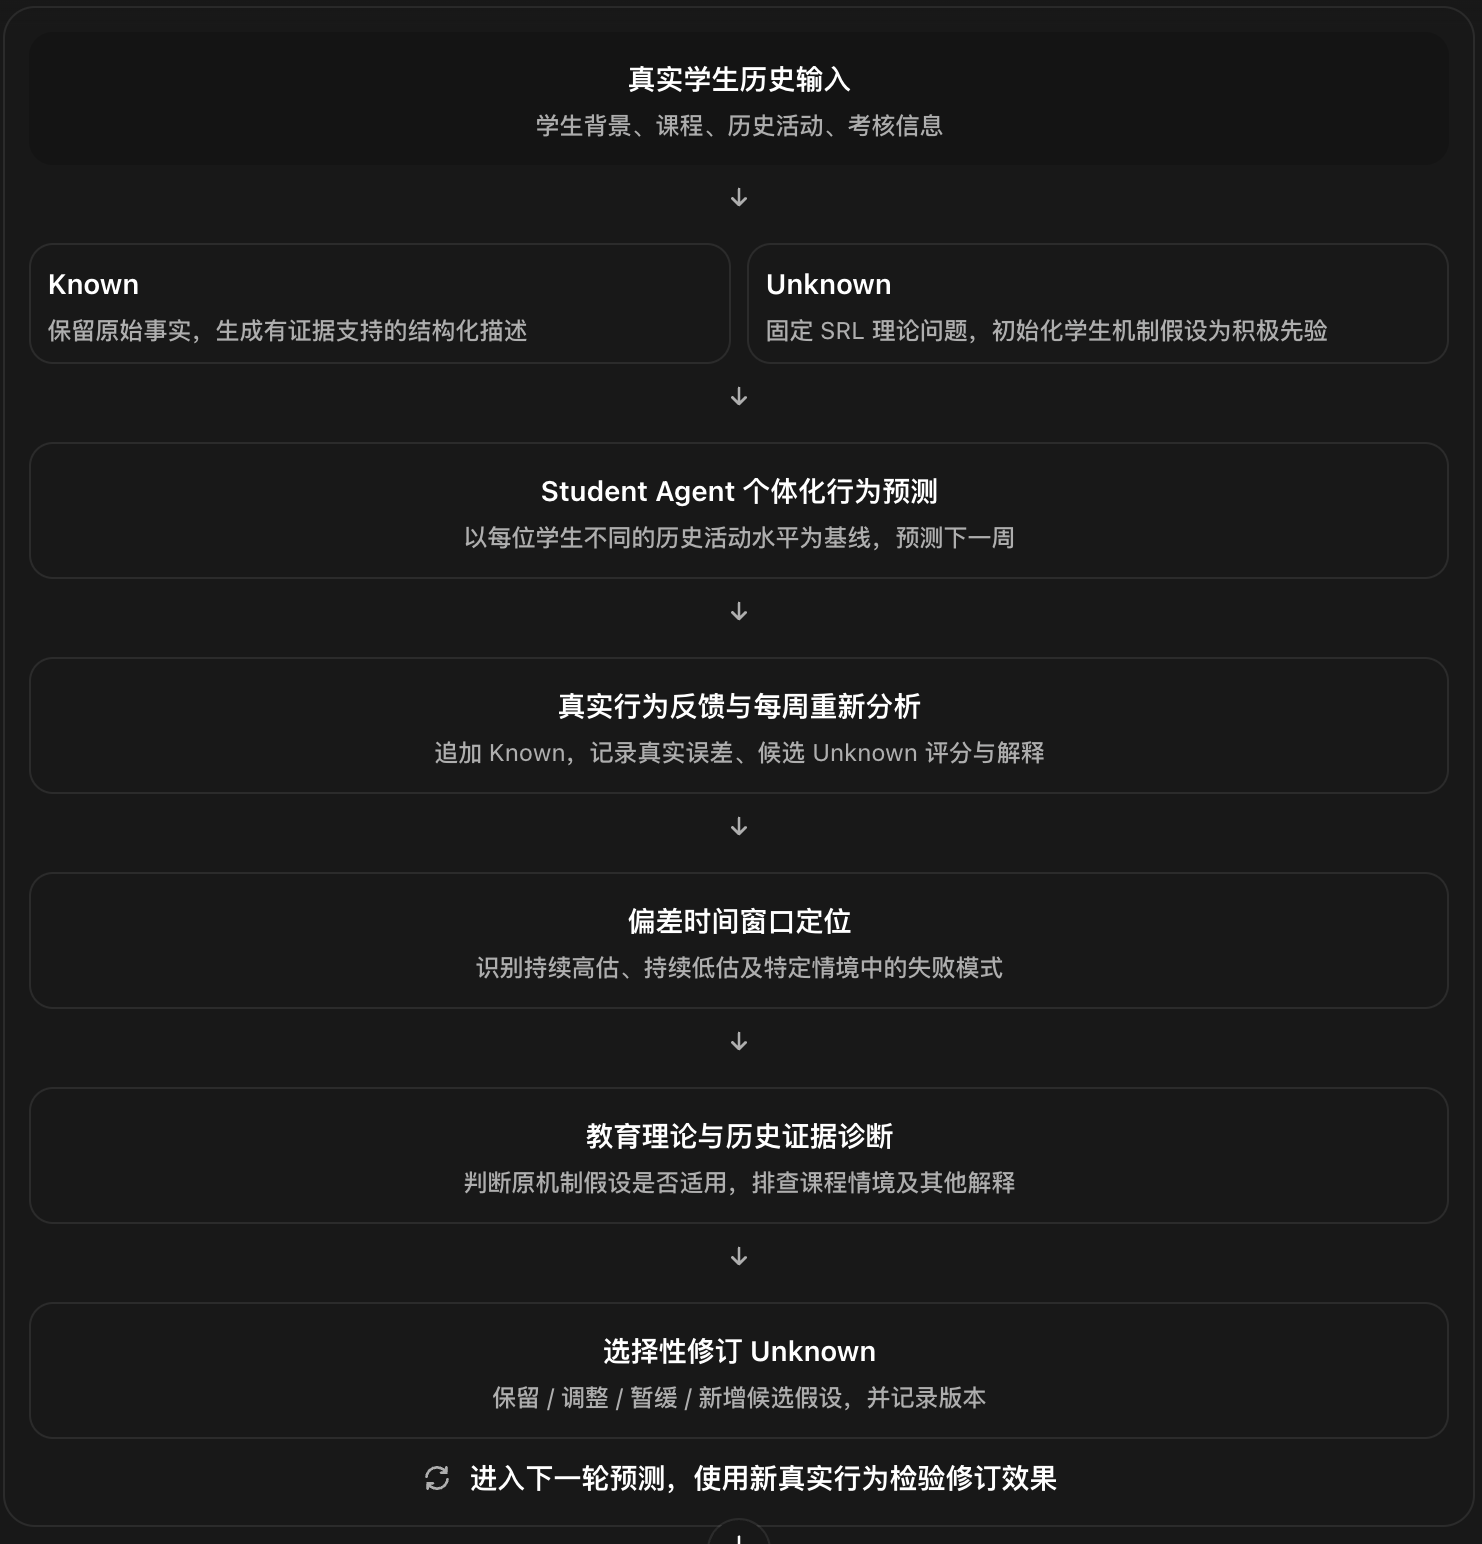 真实学生历史输入
学生背景、课程、历史活动、考核信息
Known
保留原始事实，生成有证据支持的结构化描述
Unknown
固定 SRL 理论问题，初始化学生机制假设为积极先验
Student Agent 个体化行为预测
以每位学生不同的历史活动水平为基线，预测下一周
真实行为反馈与每周重新分析
追加 Known，记录真实误差、候选 Unknown 评分与解释
偏差时间窗口定位
识别持续高估、持续低估及特定情境中的失败模式
教育理论与历史证据诊断
判断原机制假设是否适用，排查课程情境及其他解释
选择性修订 Unknown
保留 / 调整 / 暂缓 / 新增候选假设，并记录版本
进入下一轮预测，使用新真实行为检验修订效果